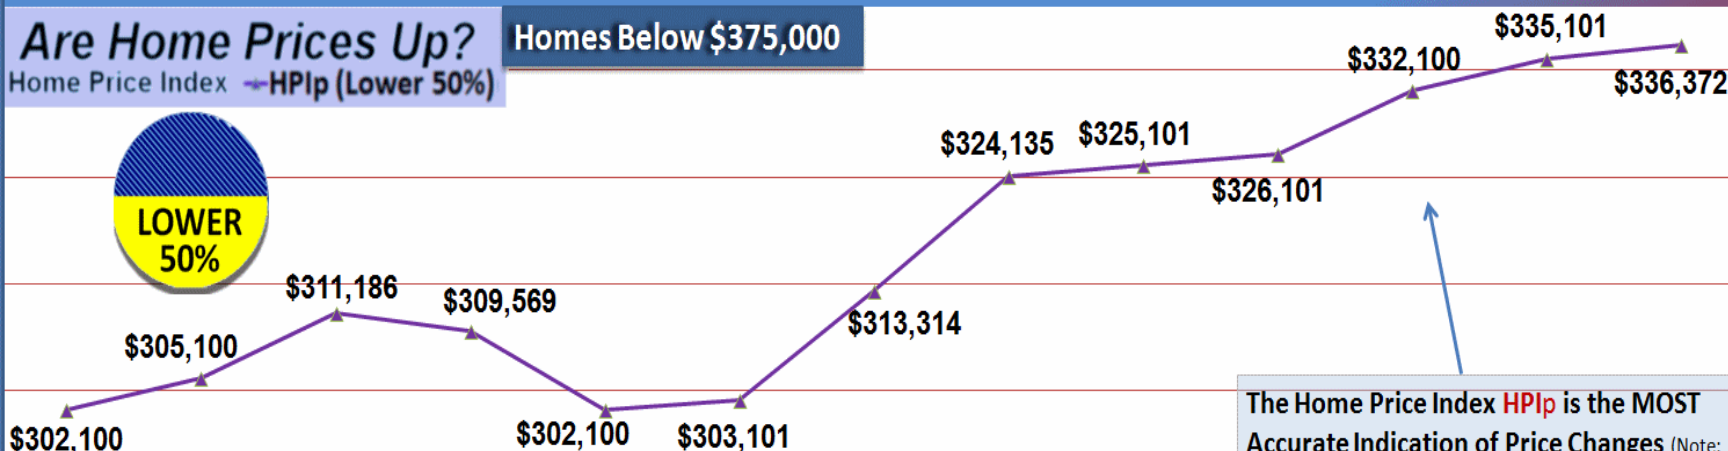 Are Home Prices Up?
Homes Below $375,000
Home Price Index HPIp (Lower 50%)
LOWER
50%
$302,100
$305,100
$311,186
$309,569
$302,100
$303,101
$313,314
$324,135
$325,101
$326,101
$332,100
$335,101
$336,372
The Home Price Index HPIp is the MOST
Accurate Indication of Price Changes (Note: